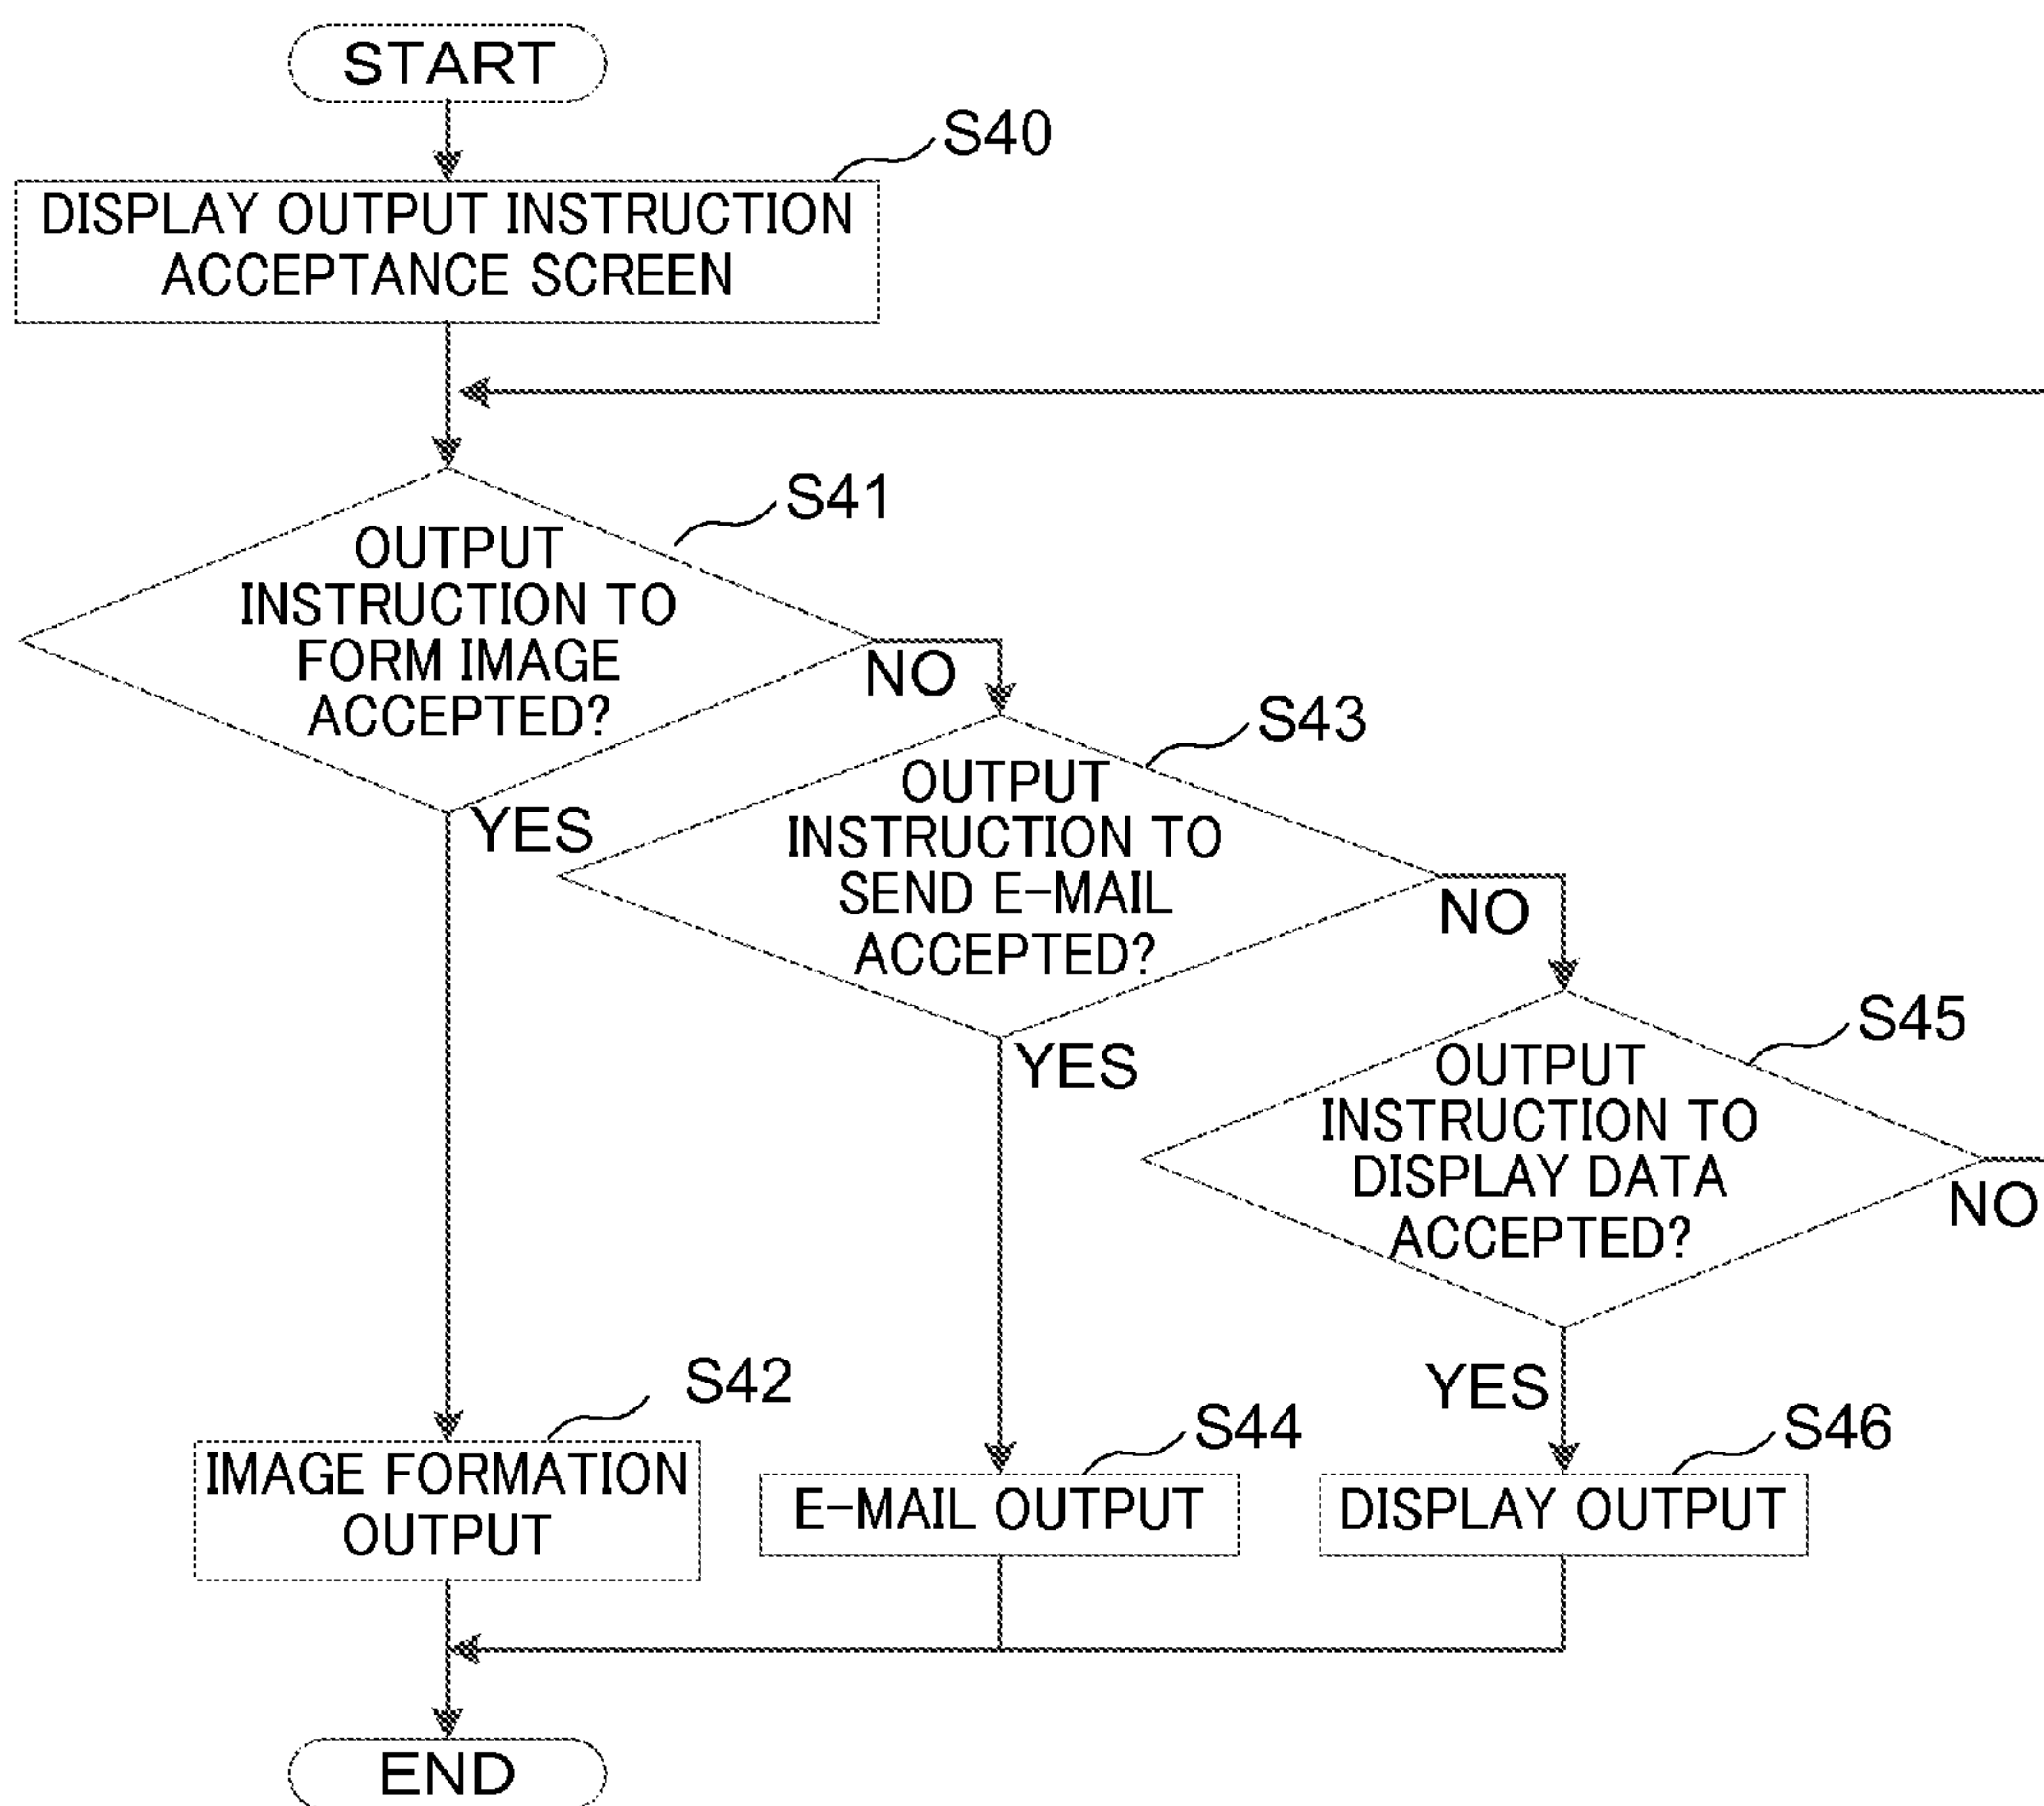 START
S40
DISPLAY OUTPUT INSTRUCTION
ACCEPTANCE SCREEN
S41
OUTPUT
INSTRUCTION TO
FORM IMAGE
ACCEPTED?
NO
YES
S43
OUTPUT
INSTRUCTION TO
SEND E-MAIL
ACCEPTED?
NO
YES
S45
OUTPUT
INSTRUCTION TO
DISPLAY DATA
ACCEPTED?
NO
YES
S42
IMAGE FORMATION
OUTPUT
S44
E-MAIL OUTPUT
S46
DISPLAY OUTPUT
END